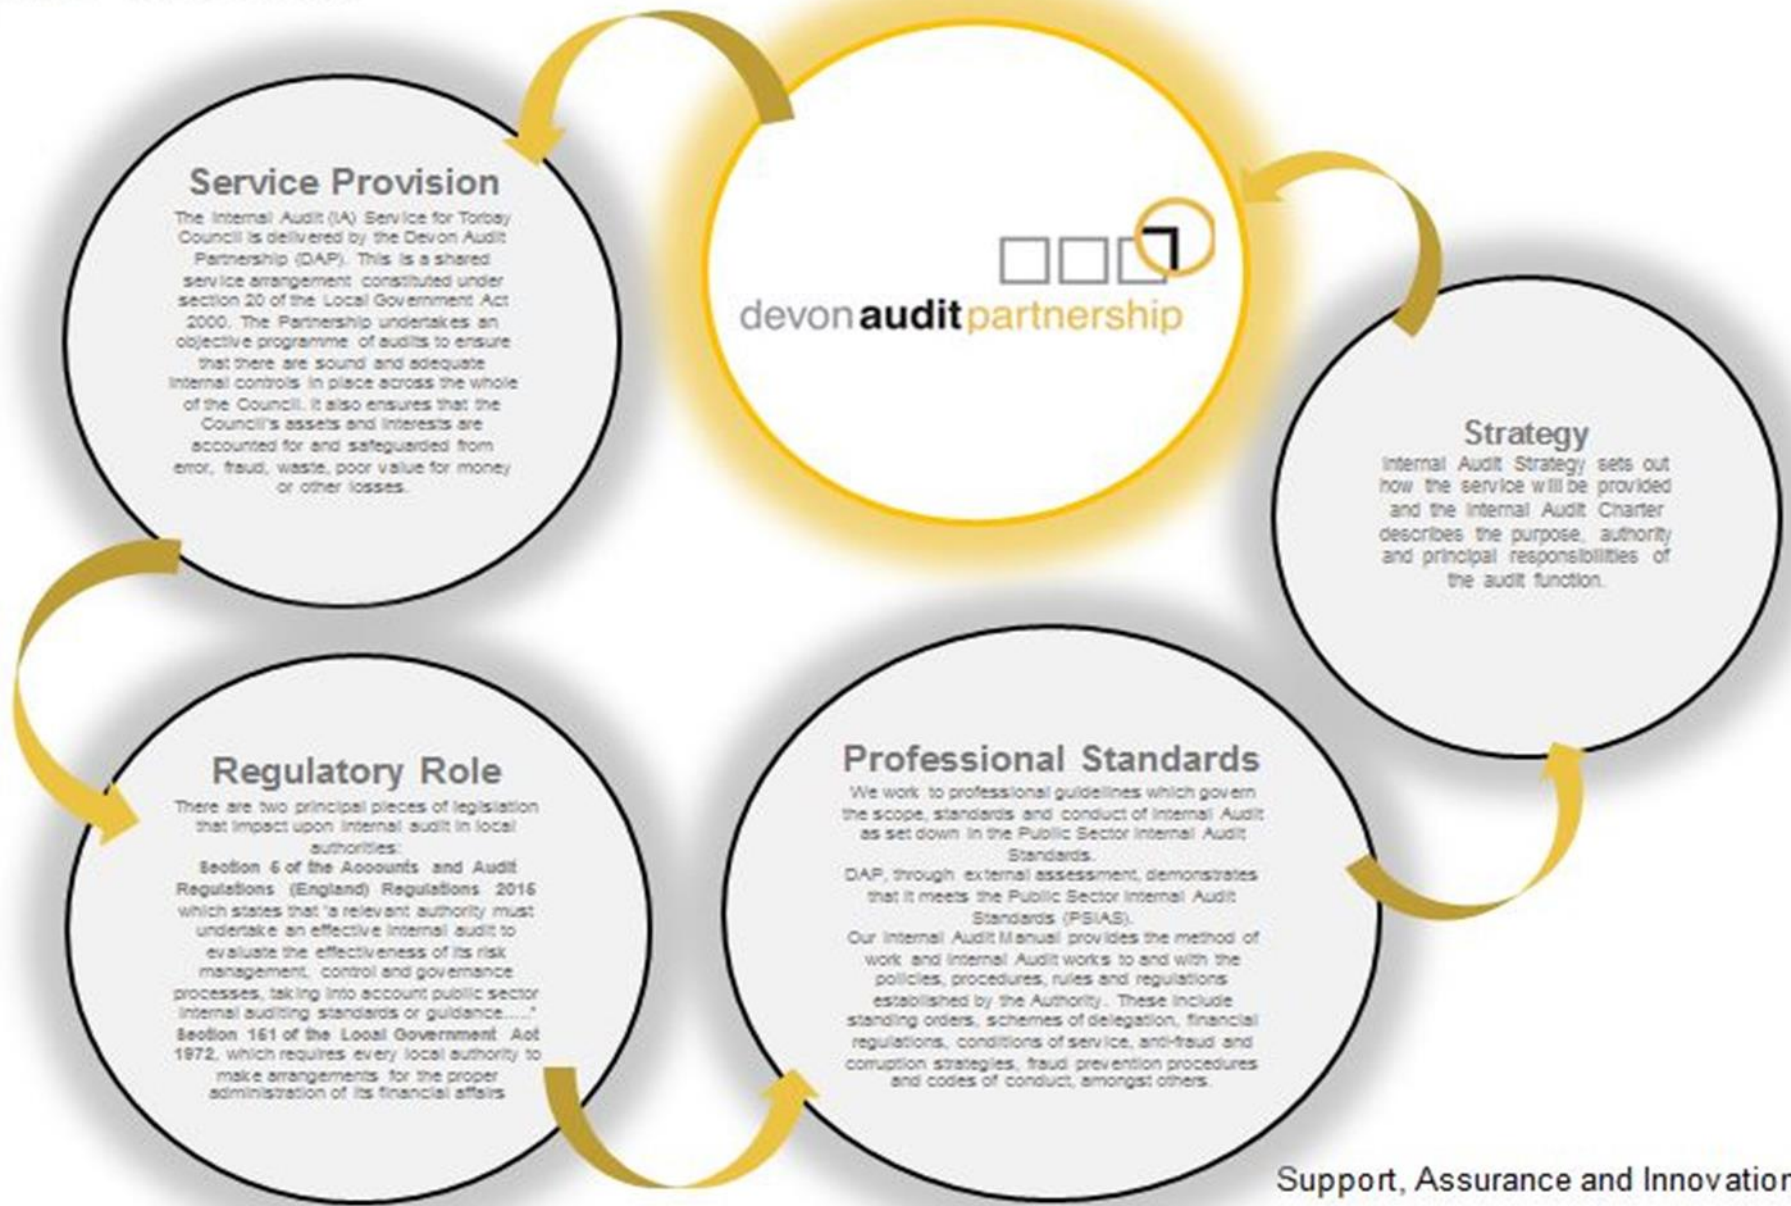 devon audit partnership
Service Provision
The Internal Audit (IA) Service for Torbay
Council is delivered by the Devon Audit
Partnership (DAP). This is a shared
service arrangement constituted under
section 20 of the Local Government Act
2000. The Partnership undertakes an
objective programme of audits to ensure
that there are sound and adequate
internal controls in place across the whole
of the Council. It also ensures that the
Council's assets and interests are
accounted for and safeguarded from
error, fraud, waste, poor value for money
or other losses.
Regulatory Role
There are two principal pieces of legislation
that impact upon internal audit in local
authorities:
Section 5 of the Accounts and Audit
Regulations (England) Regulations 2015
which states that 'a relevant authority must
undertake an effective internal audit to
evaluate the effectiveness of its risk
management, control and governance
processes, taking into account public sector
internal auditing standards or guidance....."
Section 151 of the Local Government Act
1972, which requires every local authority to
make arrangements for the proper
administration of its financial affairs
Professional Standards
We work to professional guidelines which govern
the scope, standards and conduct of Internal Audit
as set down in the Public Sector Internal Audit
Standards.
DAP, through external assessment, demonstrates
that it meets the Public Sector Internal Audit
Standards (PSIAS).
Our Internal Audit Manual provides the method of
work and Internal Audit works to and with the
policies, procedures, rules and regulations
established by the Authority. These include
standing orders, schemes of delegation, financial
regulations, conditions of service, anti-fraud and
corruption strategies, fraud prevention procedures
and codes of conduct, amongst others.
Strategy
Internal Audit Strategy sets out
how the service will be provided
and the Internal Audit Charter
describes the purpose, authority
and principal responsibilities of
the audit function.
Support, Assurance and Innovation